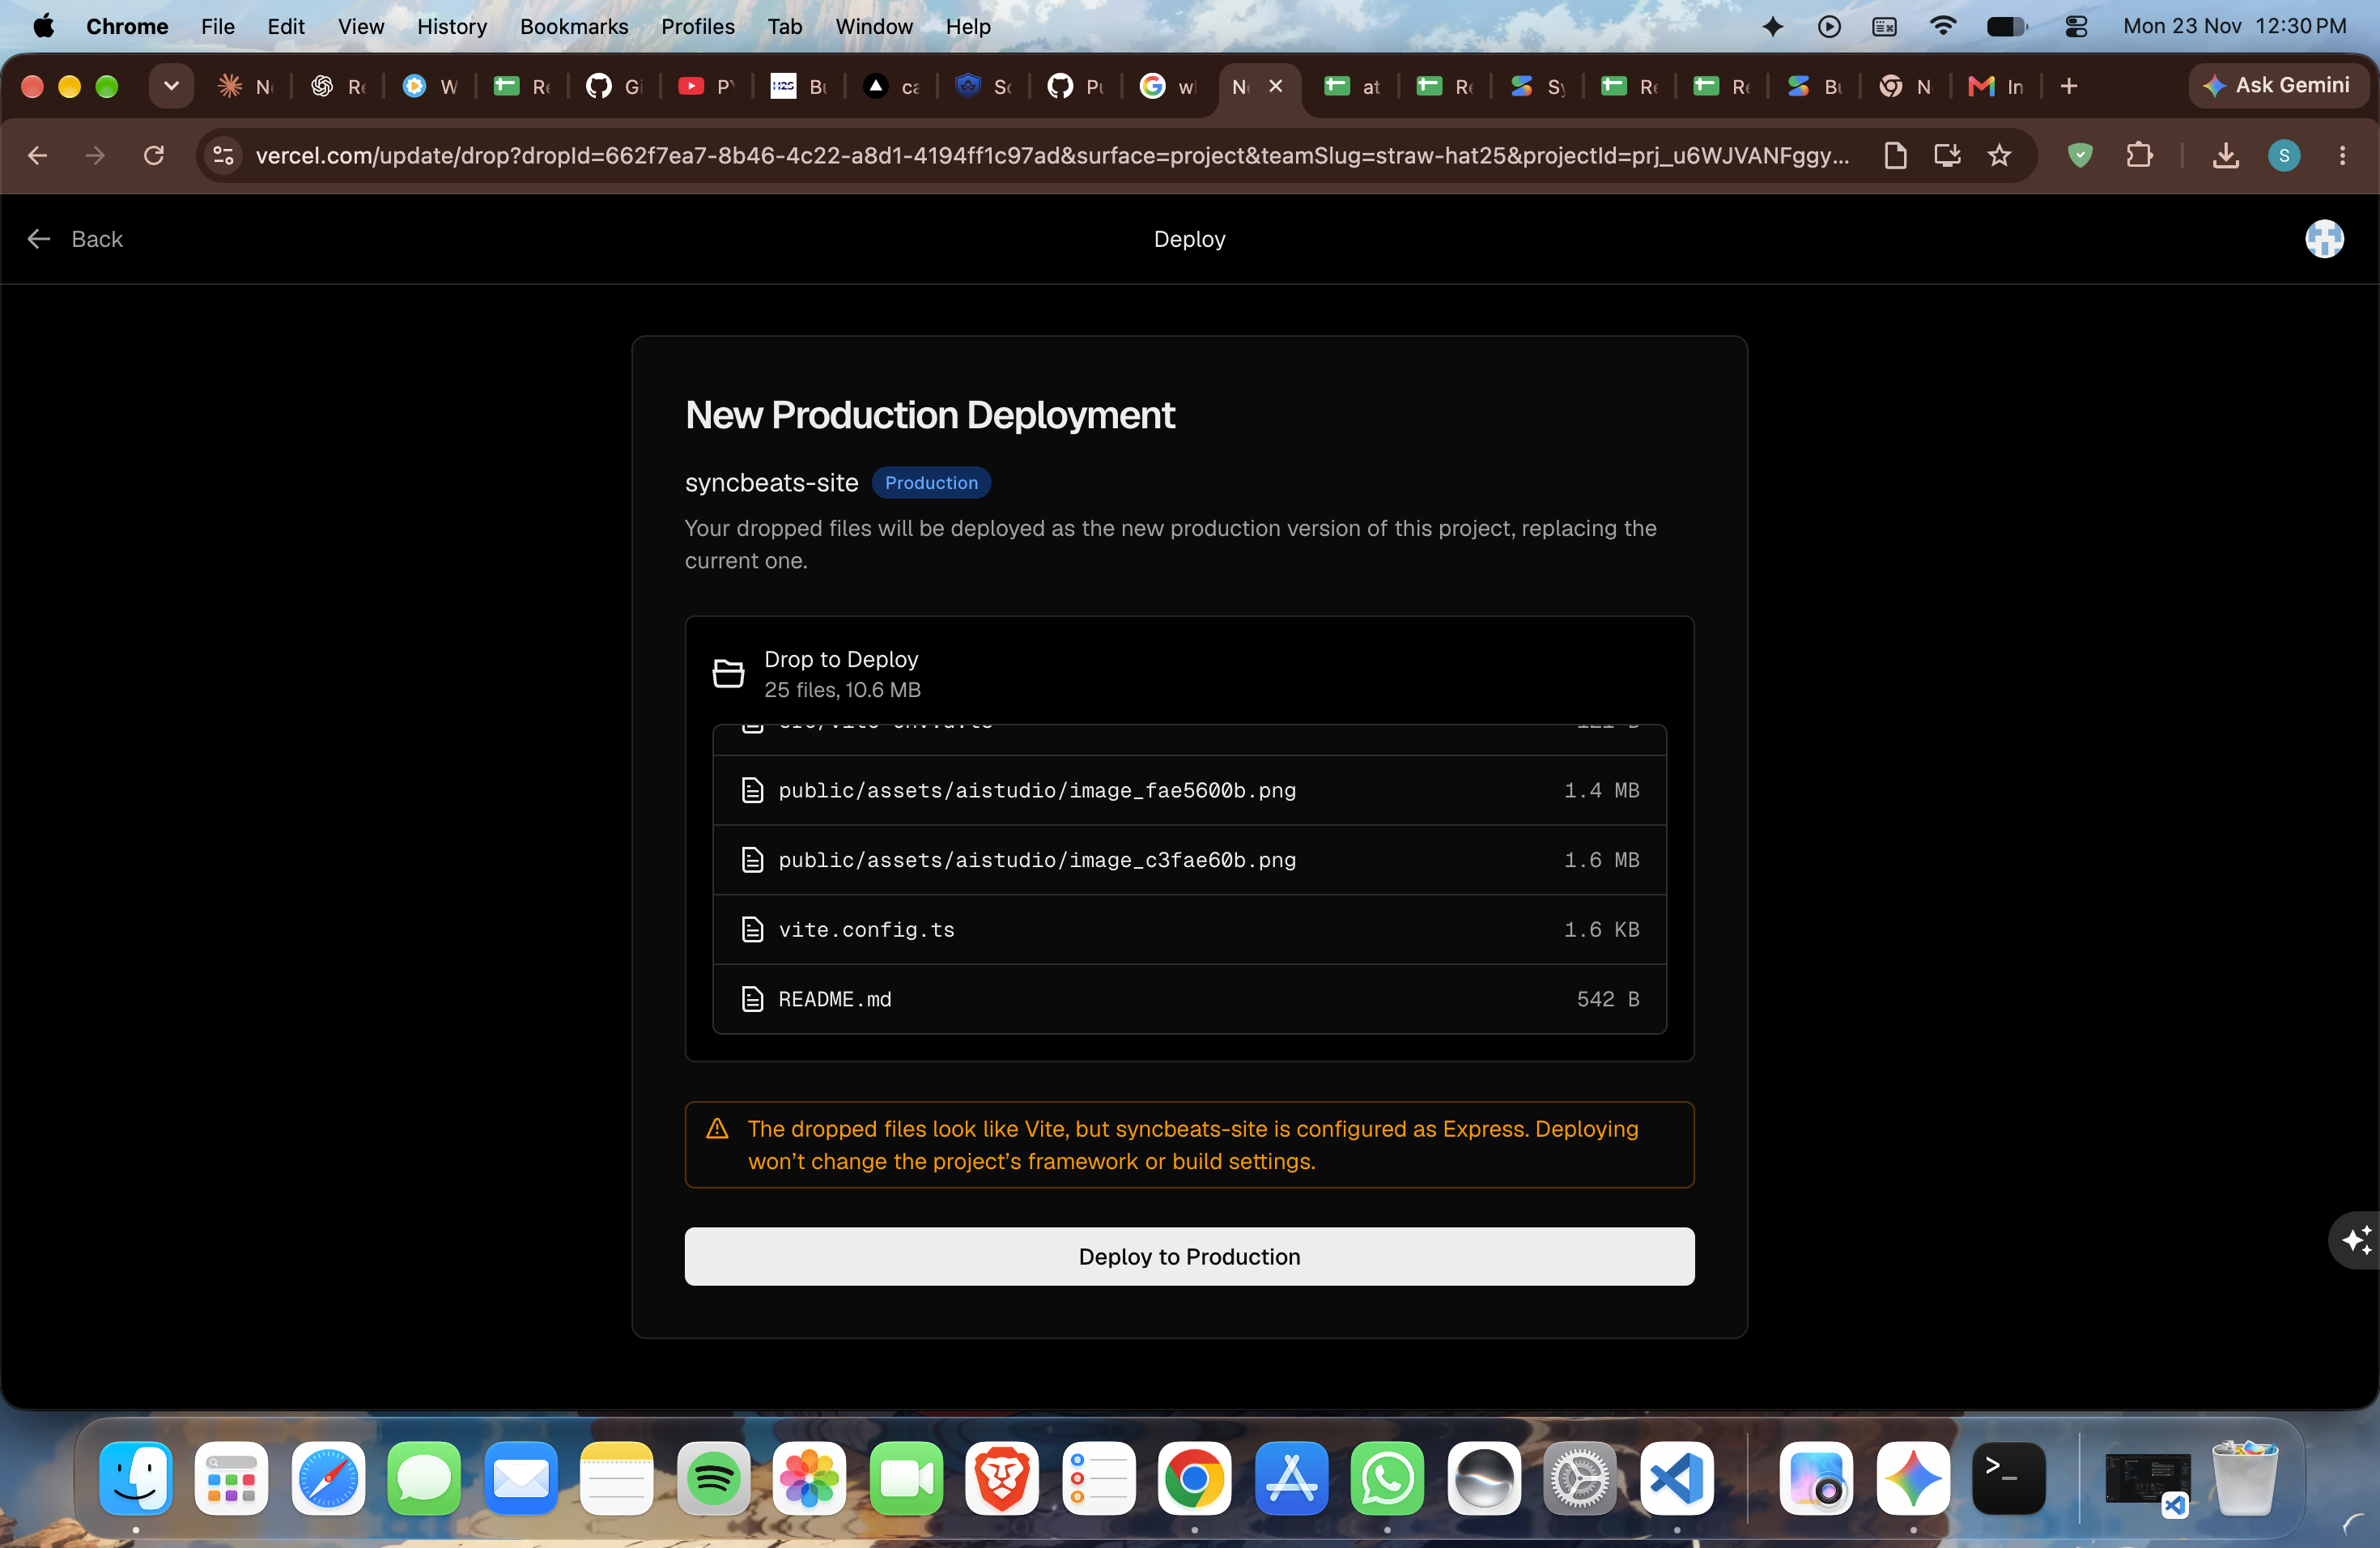 Chrome File Edit View History Bookmarks Profiles Tab Window Help Mon 23 Nov 12:30 PM
Ask Gemini
vercel.com/update/drop?dropId=662f7ea7-8b46-4c22-a8d1-4194ff1c97ad&surface=project&teamSlug=straw-hat25&projectId=prj_u6WJVANFggy...
S
Back
Deploy
New Production Deployment
syncbeats-site Production
Your dropped files will be deployed as the new production version of this project, replacing the
current one.
Drop to Deploy
25 files, 10.6 MB
public/assets/aistudio/image_fae5600b.png 1.4 MB
public/assets/aistudio/image_c3fae60b.png 1.6 MB
vite.config.ts 1.6 KB
README.md 542 B
The dropped files look like Vite, but syncbeats-site is configured as Express. Deploying
won’t change the project’s framework or build settings.
Deploy to Production